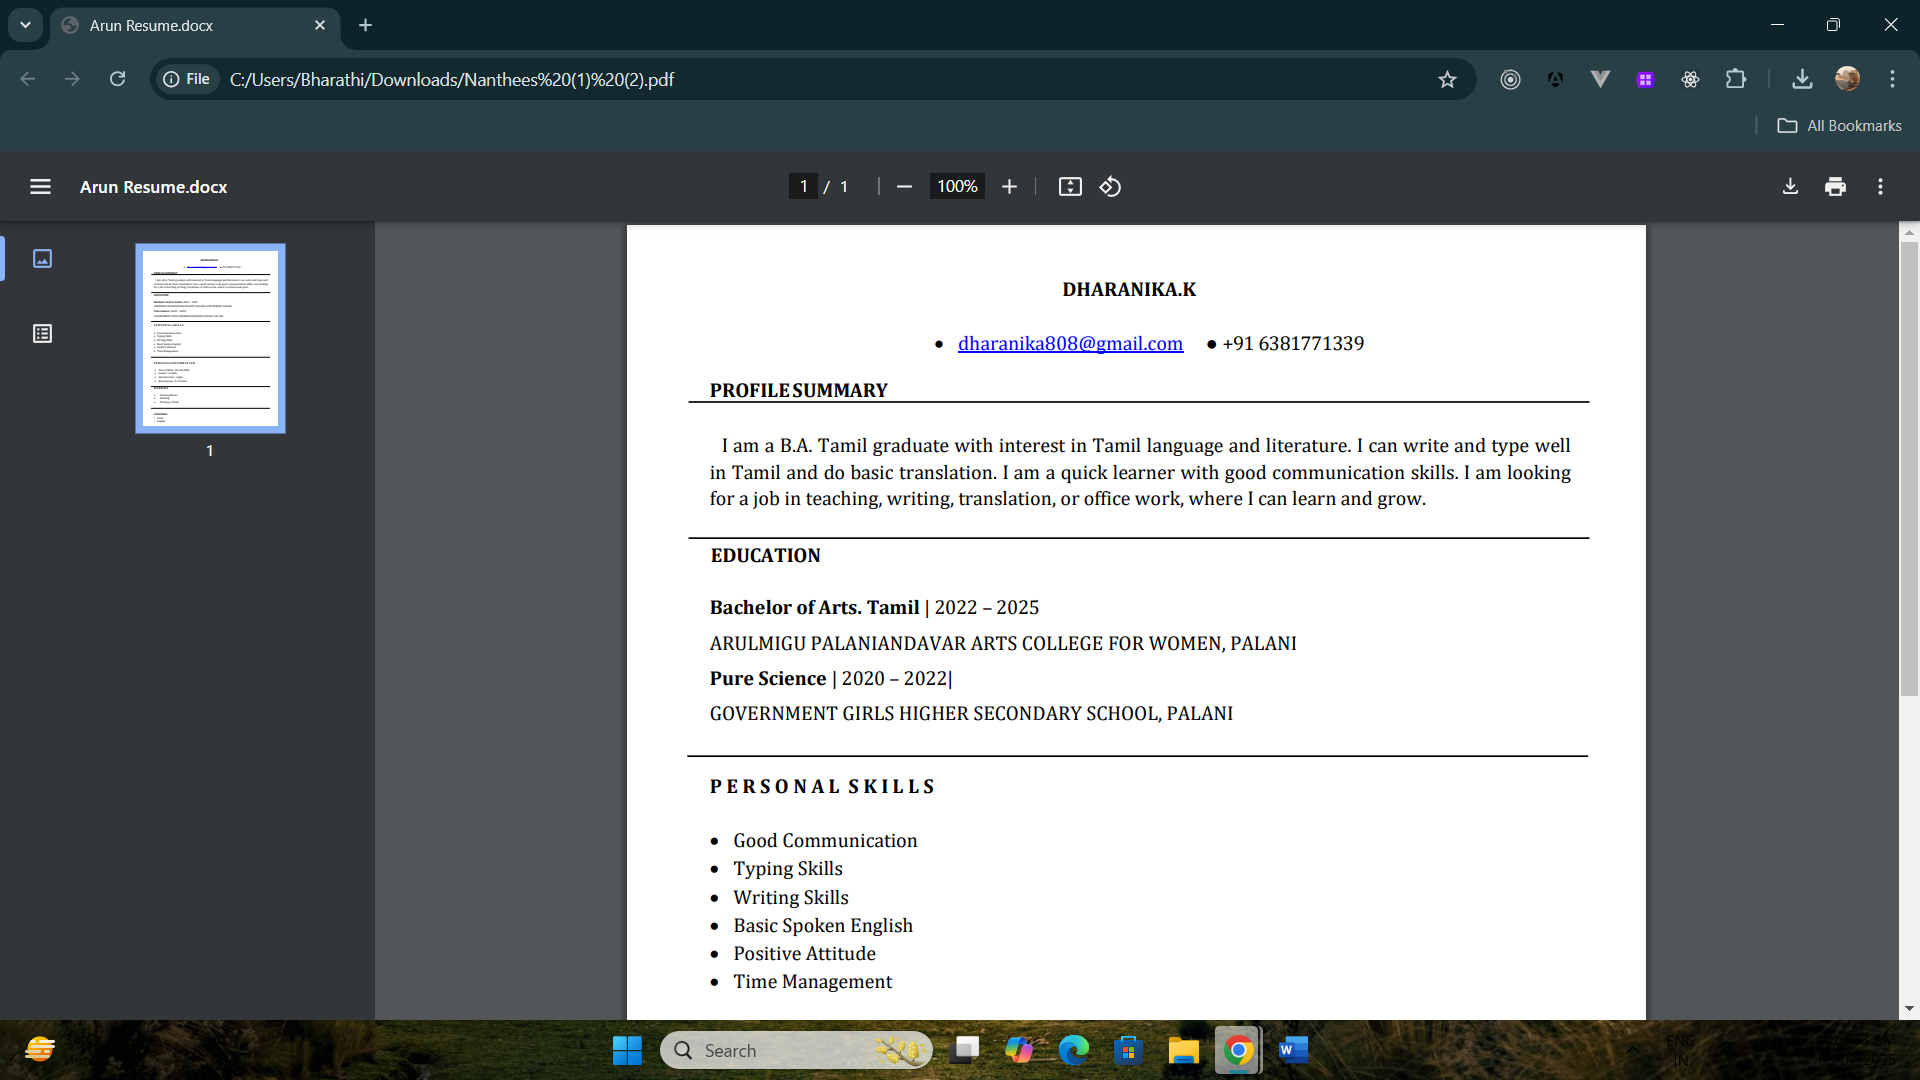 Arun Resume.docx
File
C:/Users/Bharathi/Downloads/Nanthees%20(1)%20(2).pdf
All Bookmarks
Arun Resume.docx
1 / 1
100%
1
DHARANIKA.K
• dharanika808@gmail.com ● +91 6381771339
PROFILE SUMMARY
I am a B.A. Tamil graduate with interest in Tamil language and literature. I can write and type well
in Tamil and do basic translation. I am a quick learner with good communication skills. I am looking
for a job in teaching, writing, translation, or office work, where I can learn and grow.
EDUCATION
Bachelor of Arts. Tamil | 2022 – 2025
ARULMIGU PALANIANDAVAR ARTS COLLEGE FOR WOMEN, PALANI
Pure Science | 2020 – 2022|
GOVERNMENT GIRLS HIGHER SECONDARY SCHOOL, PALANI
PERSONAL SKILLS
• Good Communication
• Typing Skills
• Writing Skills
• Basic Spoken English
• Positive Attitude
• Time Management
Search
ENG
IN